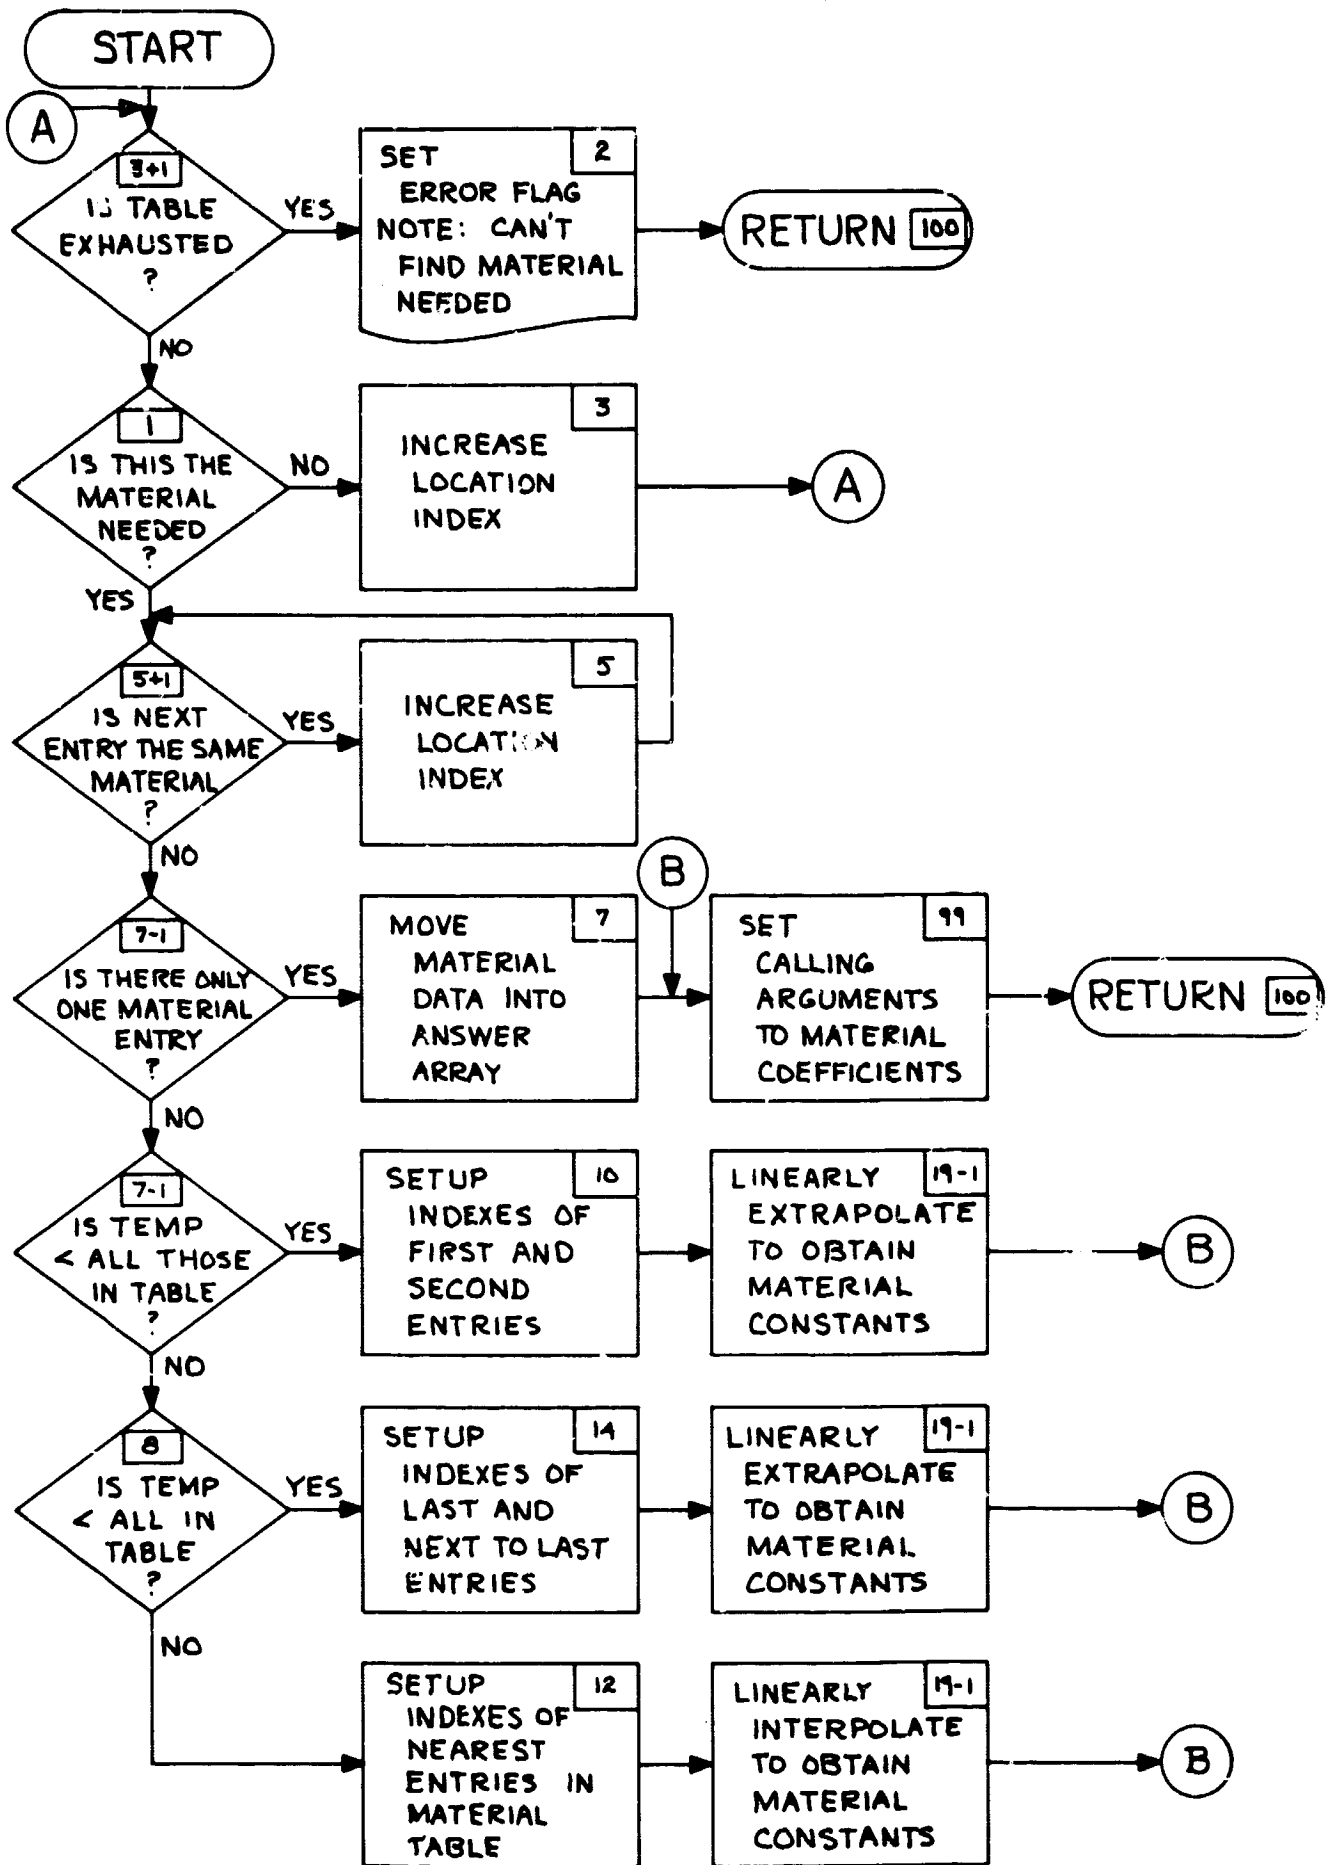 START
A
3+1
IS TABLE
EXHAUSTED
?
YES
SET
2
ERROR FLAG
NOTE: CAN'T
FIND MATERIAL
NEEDED
RETURN 100
NO
1
IS THIS THE
MATERIAL
NEEDED
?
NO
3
INCREASE
LOCATION
INDEX
A
YES
5+1
IS NEXT
ENTRY THE SAME
MATERIAL
?
YES
5
INCREASE
LOCATION
INDEX
NO
B
7-1
IS THERE ONLY
ONE MATERIAL
ENTRY
?
YES
MOVE
7
MATERIAL
DATA INTO
ANSWER
ARRAY
SET
99
CALLING
ARGUMENTS
TO MATERIAL
COEFFICIENTS
RETURN 100
NO
7-1
IS TEMP
< ALL THOSE
IN TABLE
?
YES
SETUP
10
INDEXES OF
FIRST AND
SECOND
ENTRIES
LINEARLY
19-1
EXTRAPOLATE
TO OBTAIN
MATERIAL
CONSTANTS
B
NO
8
IS TEMP
< ALL IN
TABLE
?
YES
SETUP
14
INDEXES OF
LAST AND
NEXT TO LAST
ENTRIES
LINEARLY
19-1
EXTRAPOLATE
TO OBTAIN
MATERIAL
CONSTANTS
B
NO
SETUP
12
INDEXES OF
NEAREST
ENTRIES IN
MATERIAL
TABLE
LINEARLY
19-1
INTERPOLATE
TO OBTAIN
MATERIAL
CONSTANTS
B